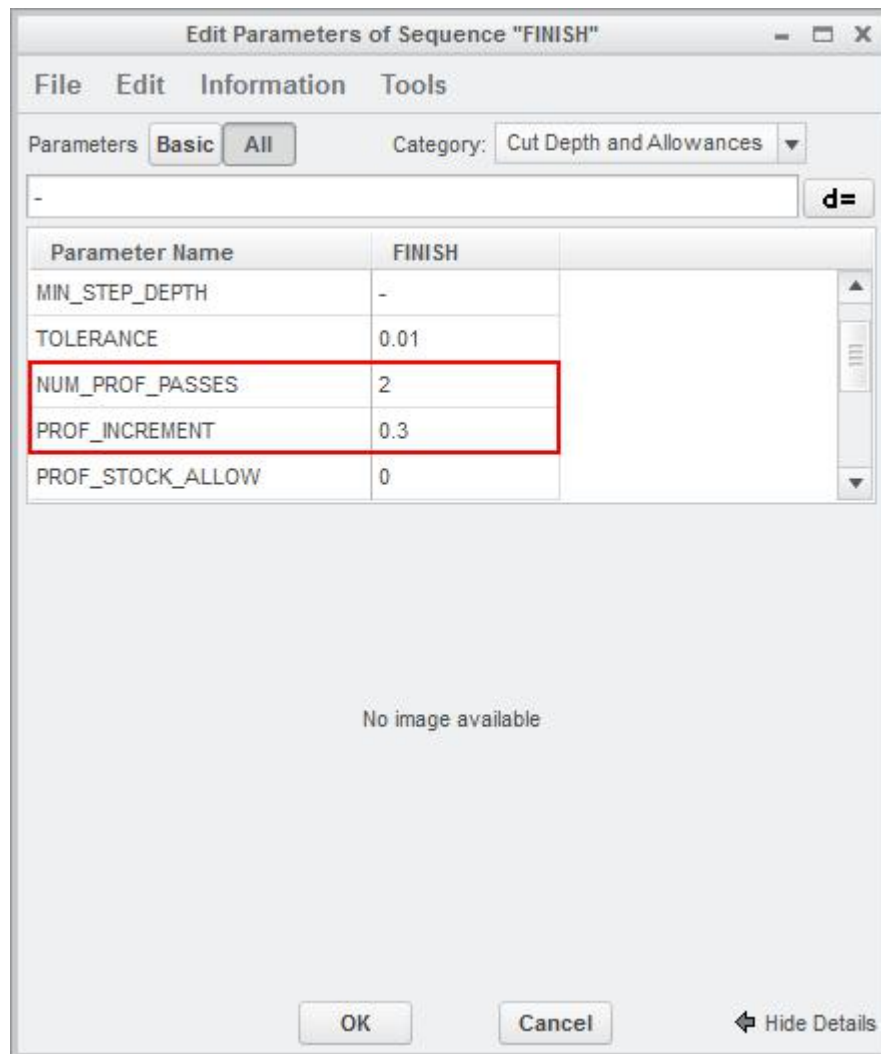 Edit Parameters of Sequence "FINISH"
File Edit Information Tools
Parameters Basic All Category: Cut Depth and Allowances
-
d=
Parameter Name FINISH
MIN_STEP_DEPTH -
TOLERANCE 0.01
NUM_PROF_PASSES 2
PROF_INCREMENT 0.3
PROF_STOCK_ALLOW 0
No image available
OK Cancel Hide Details